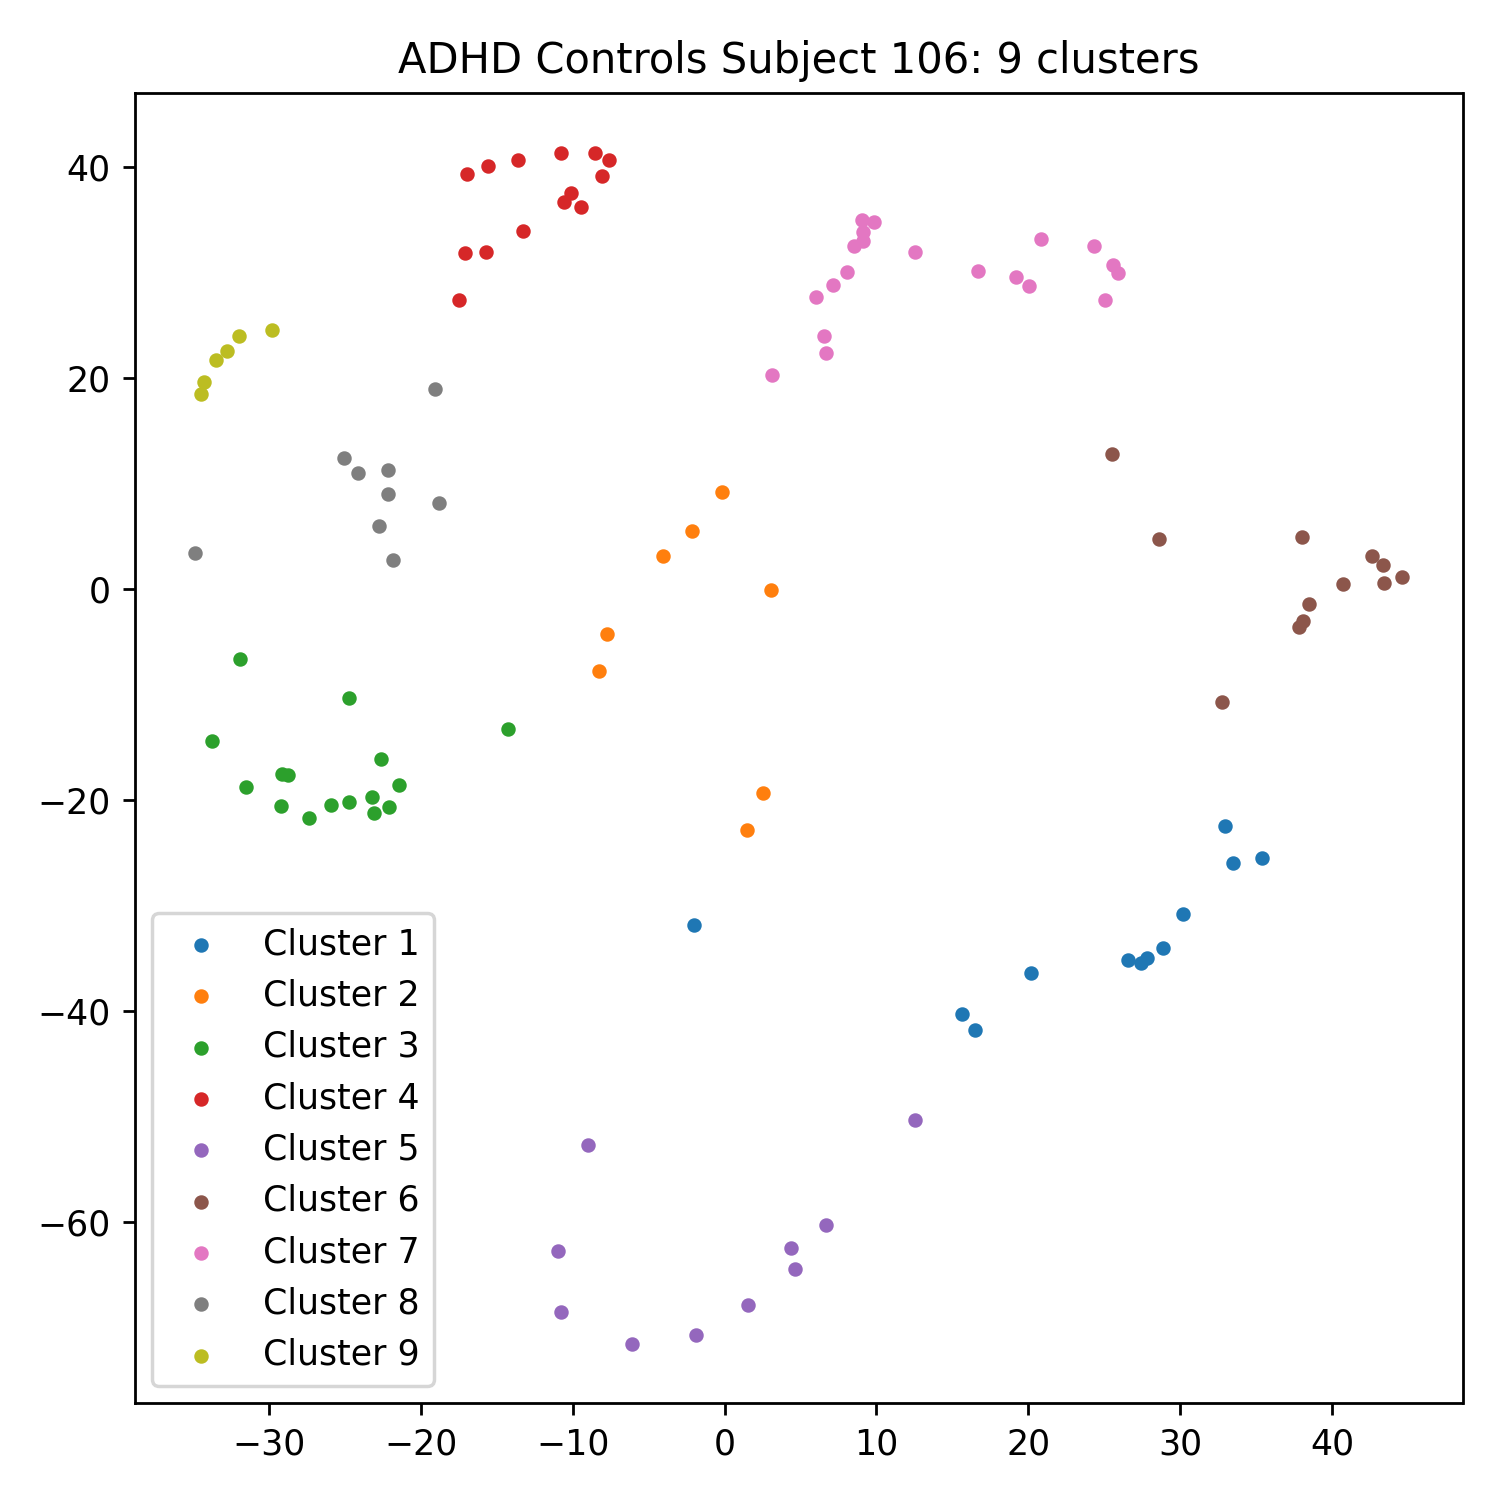 ADHD Controls Subject 106: 9 clusters
40
20
0
−20
−40
−60
Cluster 1
Cluster 2
Cluster 3
Cluster 4
Cluster 5
Cluster 6
Cluster 7
Cluster 8
Cluster 9
−30 −20 −10 0 10 20 30 40